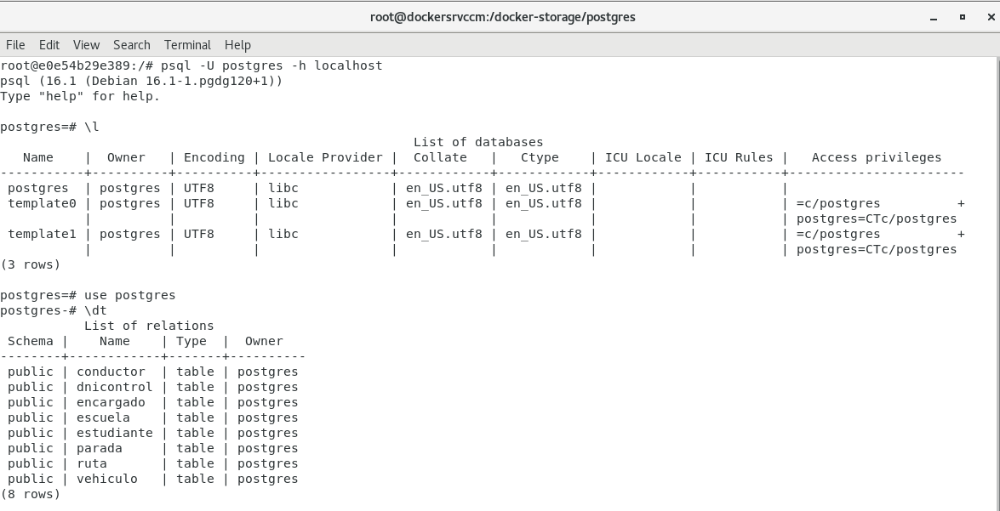 root@dockersrvccm:/docker-storage/postgres
File Edit View Search Terminal Help
root@e0e54b29e389:/# psql -U postgres -h localhost
psql (16.1 (Debian 16.1-1.pgdg120+1))
Type "help" for help.

postgres=# \l
                                                      List of databases
   Name    |  Owner   | Encoding | Locale Provider |  Collate   |   Ctype    | ICU Locale | ICU Rules |   Access privileges
-----------+----------+----------+-----------------+------------+------------+------------+-----------+-----------------------
 postgres  | postgres | UTF8     | libc            | en_US.utf8 | en_US.utf8 |            |           |
 template0 | postgres | UTF8     | libc            | en_US.utf8 | en_US.utf8 |            |           | =c/postgres          +
           |          |          |                 |            |            |            |           | postgres=CTc/postgres
 template1 | postgres | UTF8     | libc            | en_US.utf8 | en_US.utf8 |            |           | =c/postgres          +
           |          |          |                 |            |            |            |           | postgres=CTc/postgres
(3 rows)

postgres=# use postgres
postgres-# \dt
           List of relations
 Schema |    Name    | Type  |  Owner
--------+------------+-------+----------
 public | conductor  | table | postgres
 public | dnicontrol | table | postgres
 public | encargado  | table | postgres
 public | escuela    | table | postgres
 public | estudiante | table | postgres
 public | parada     | table | postgres
 public | ruta       | table | postgres
 public | vehiculo   | table | postgres
(8 rows)